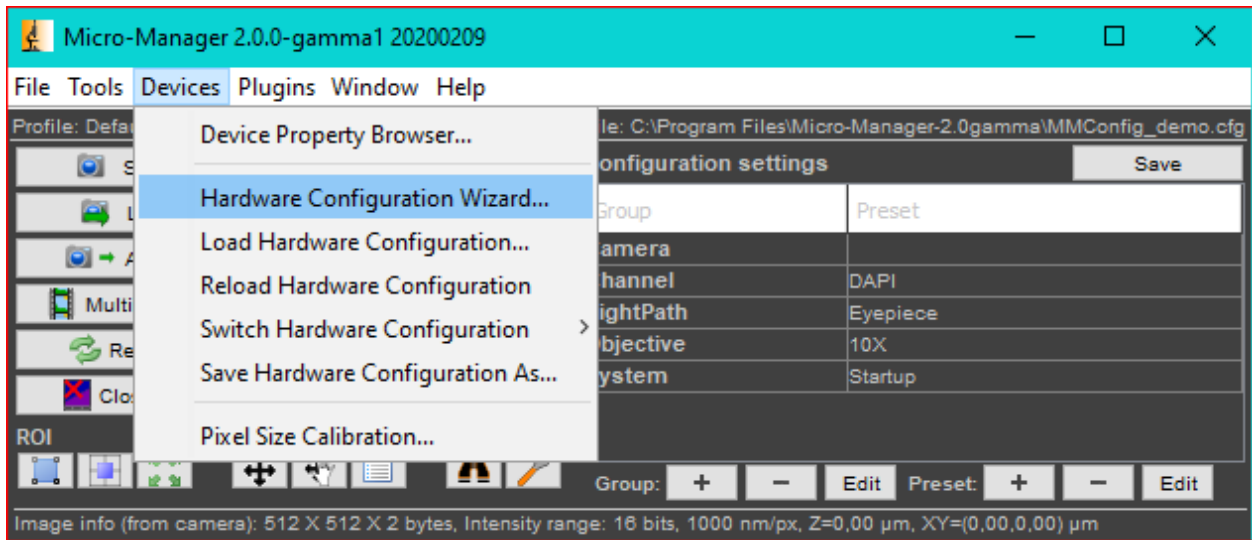 Micro-Manager 2.0.0-gamma1 20200209
File Tools Devices Plugins Window Help
Profile: Defau
le: C:\Program Files\Micro-Manager-2.0gamma\MMConfig_demo.cfg
Device Property Browser...
Hardware Configuration Wizard...
Load Hardware Configuration...
Reload Hardware Configuration
Switch Hardware Configuration >
Save Hardware Configuration As...
Pixel Size Calibration...
S
L
A
Multi
Re
Clos
ROI
onfiguration settings Save
Group Preset
amera
hannel DAPI
ightPath Eyepiece
bjective 10X
ystem Startup
Group: + − Edit Preset: + − Edit
Image info (from camera): 512 X 512 X 2 bytes, Intensity range: 16 bits, 1000 nm/px, Z=0,00 µm, XY=(0,00,0,00) µm